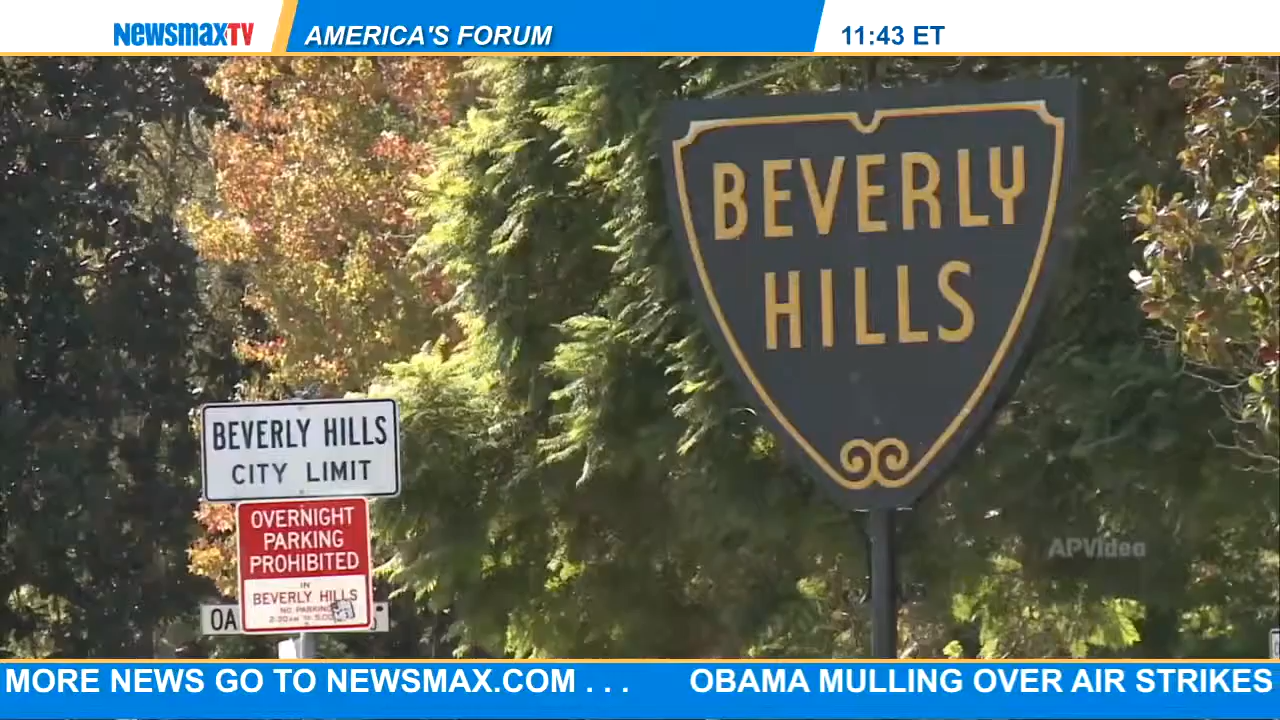 NEWSMAXTV
AMERICA'S FORUM
11:43 ET
BEVERLY
HILLS
BEVERLY HILLS
CITY LIMIT
OVERNIGHT
PARKING
PROHIBITED
IN
BEVERLY HILLS
NO PARKING
OA
APVideo
MORE NEWS GO TO NEWSMAX.COM . . .
OBAMA MULLING OVER AIR STRIKES